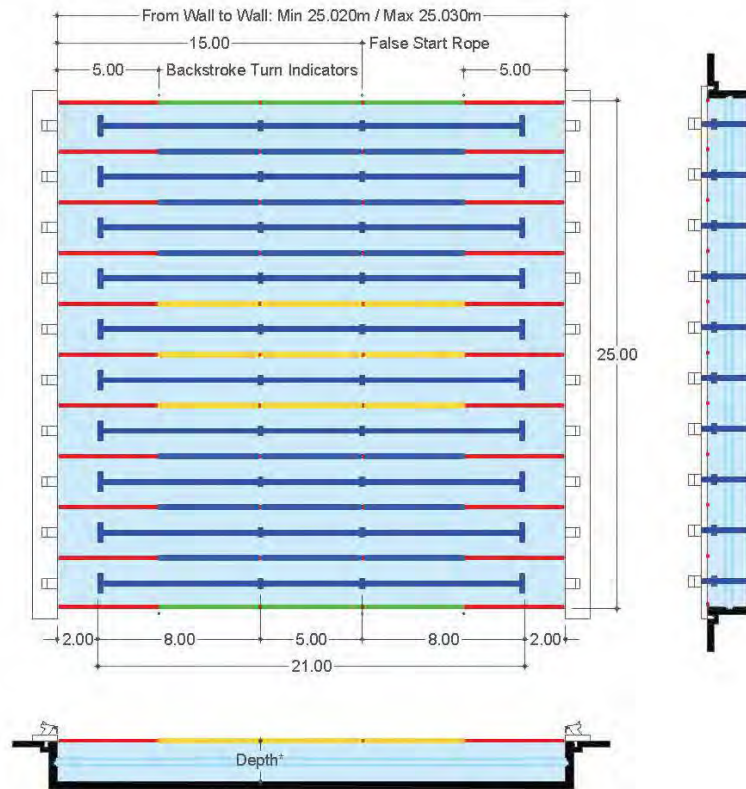 From Wall to Wall: Min 25.020m / Max 25.030m
15.00 False Start Rope
5.00 Backstroke Turn Indicators 5.00
25.00
2.00 8.00 5.00 8.00 2.00
21.00
Depth*